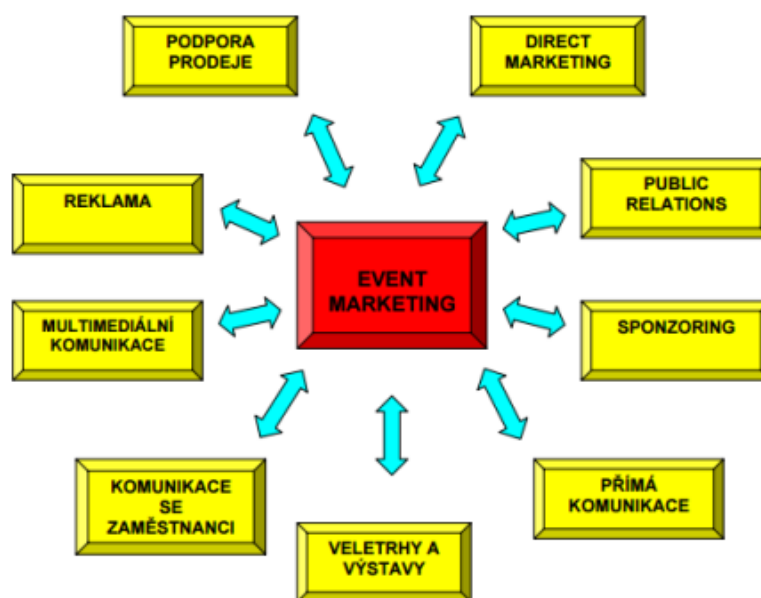 PODPORA
PRODEJE
DIRECT
MARKETING
REKLAMA
PUBLIC
RELATIONS
EVENT
MARKETING
MULTIMEDIÁLNÍ
KOMUNIKACE
SPONZORING
KOMUNIKACE
SE
ZAMĚSTNANCI
PŘÍMÁ
KOMUNIKACE
VELETRHY A
VÝSTAVY